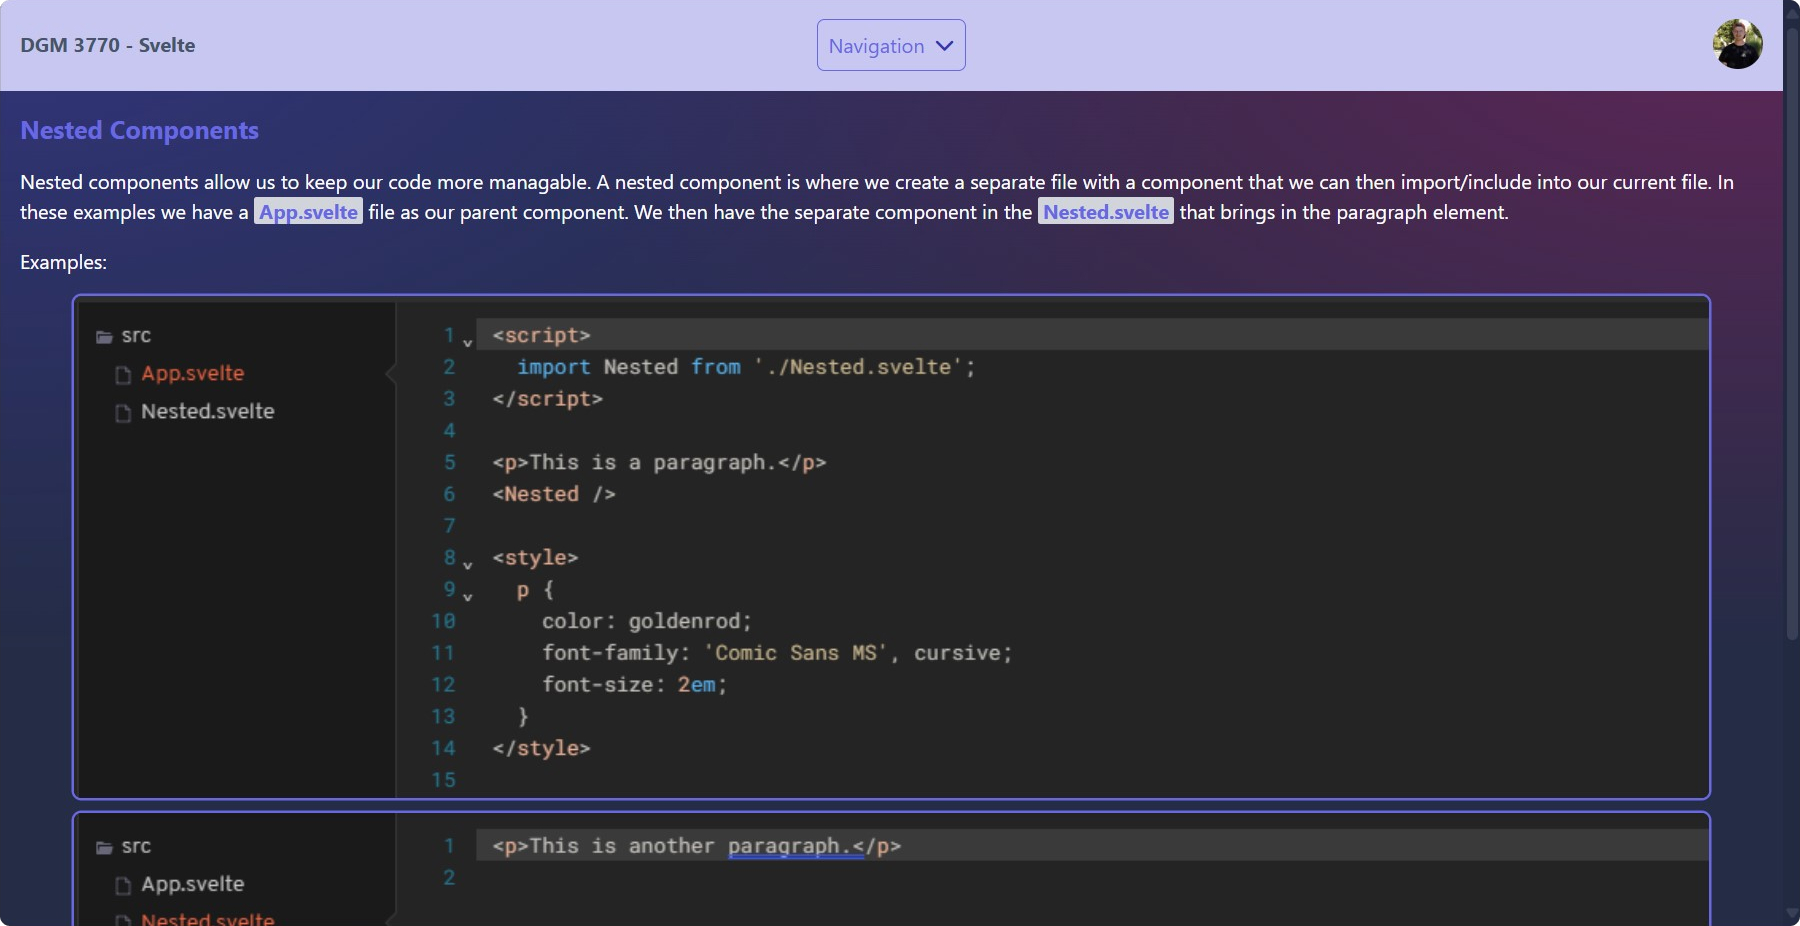 DGM 3770 - Svelte
Navigation
Nested Components
Nested components allow us to keep our code more managable. A nested component is where we create a separate file with a component that we can then import/include into our current file. In
these examples we have a App.svelte file as our parent component. We then have the separate component in the Nested.svelte that brings in the paragraph element.
Examples:
src
App.svelte
Nested.svelte
1 <script>
2 import Nested from './Nested.svelte';
3 </script>
4
5 <p>This is a paragraph.</p>
6 <Nested />
7
8 <style>
9 p {
10 color: goldenrod;
11 font-family: 'Comic Sans MS', cursive;
12 font-size: 2em;
13 }
14 </style>
15
src
App.svelte
Nested.svelte
1 <p>This is another paragraph.</p>
2